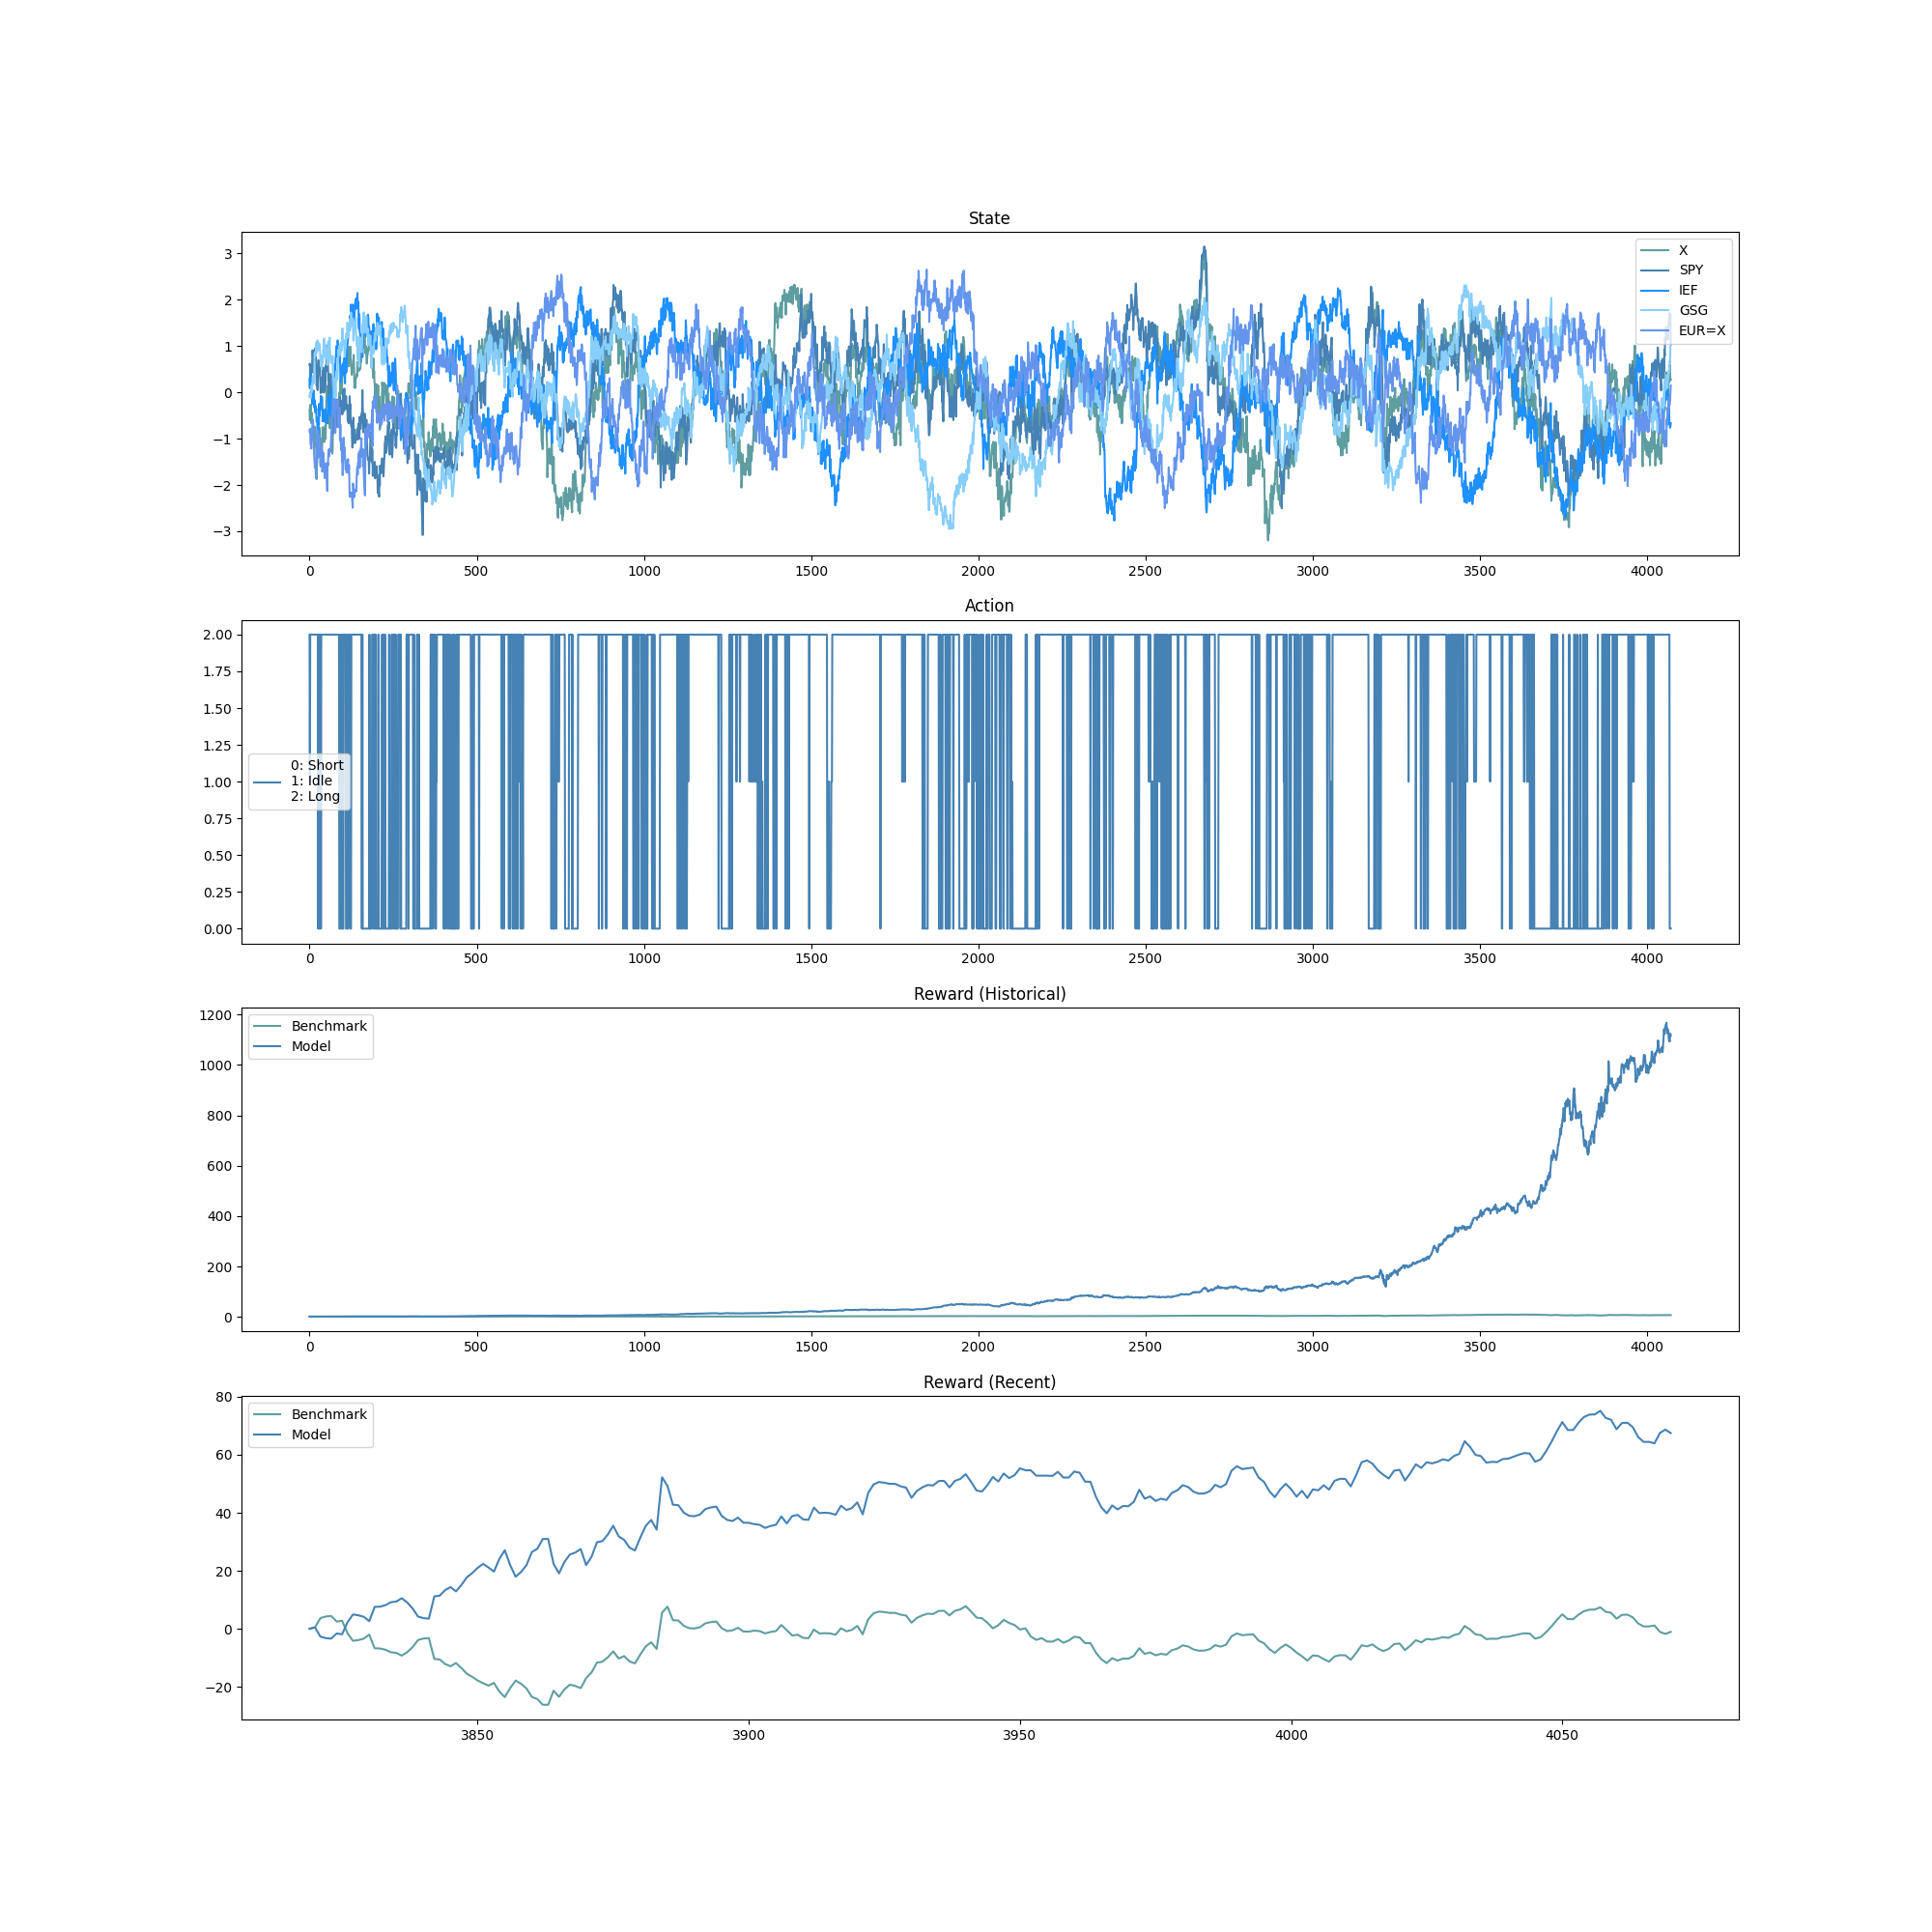 State
3
2
1
0
−1
−2
−3
X
SPY
IEF
GSG
EUR=X
0 500 1000 1500 2000 2500 3000 3500 4000
Action
2.00
1.75
1.50
1.25
1.00
0.75
0.50
0.25
0.00
0: Short
1: Idle
2: Long
0 500 1000 1500 2000 2500 3000 3500 4000
Reward (Historical)
1200
1000
800
600
400
200
0
Benchmark
Model
0 500 1000 1500 2000 2500 3000 3500 4000
Reward (Recent)
80
60
40
20
0
−20
Benchmark
Model
3850 3900 3950 4000 4050